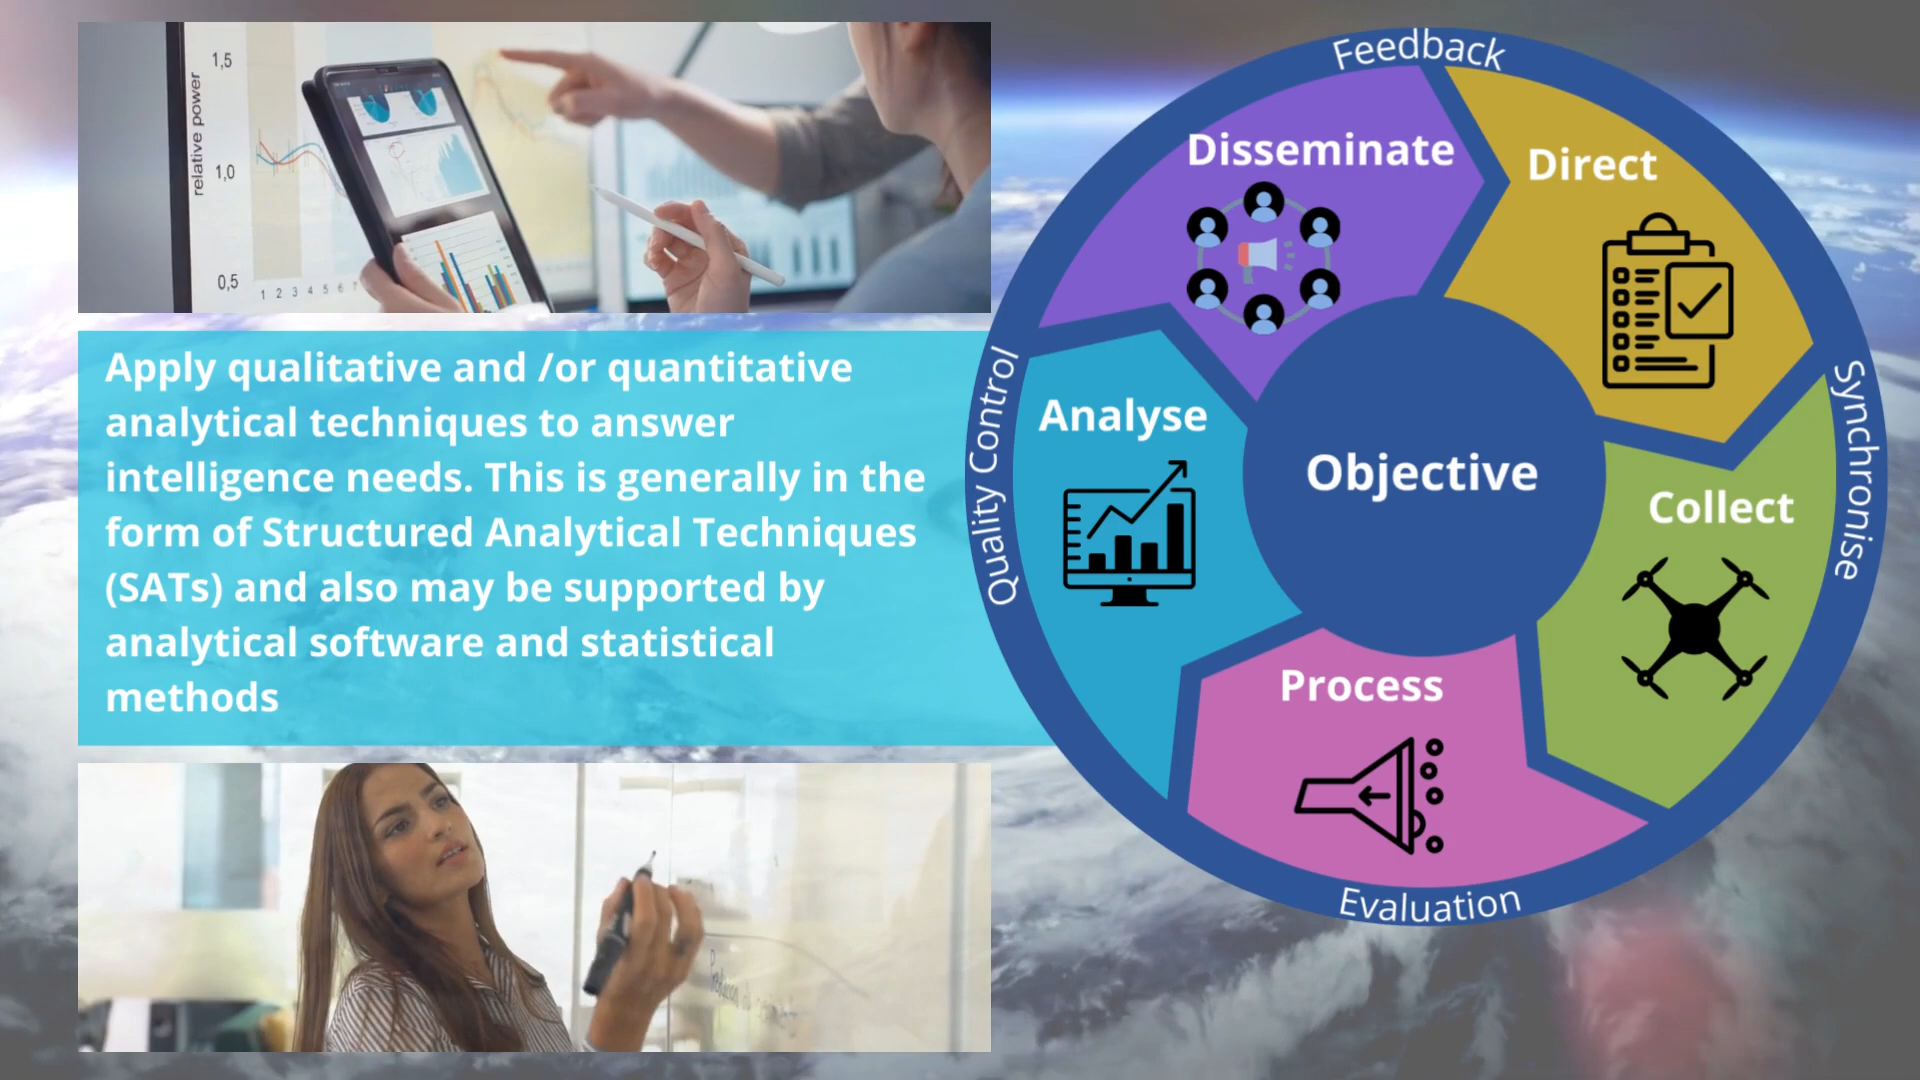 1,5
relative power
1,0
0,5
1 2 3 4 5 6 7
Apply qualitative and /or quantitative
analytical techniques to answer
intelligence needs. This is generally in the
form of Structured Analytical Techniques
(SATs) and also may be supported by
analytical software and statistical
methods
Feedback
Disseminate
Direct
Quality Control
Analyse
Objective
Synchronise
Collect
Process
Evaluation